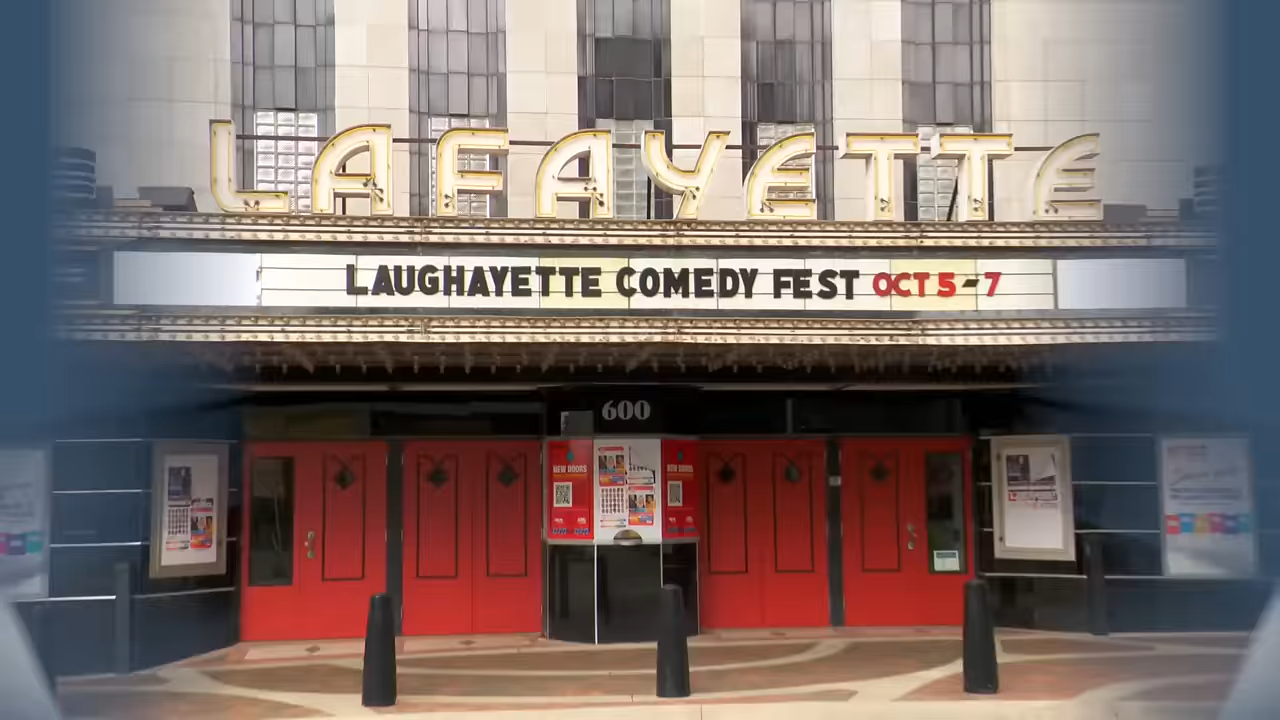 LAFAYETTE
LAUGHAYETTE COMEDY FEST OCT 5-7
600
NEW DOORS
NEW DOORS